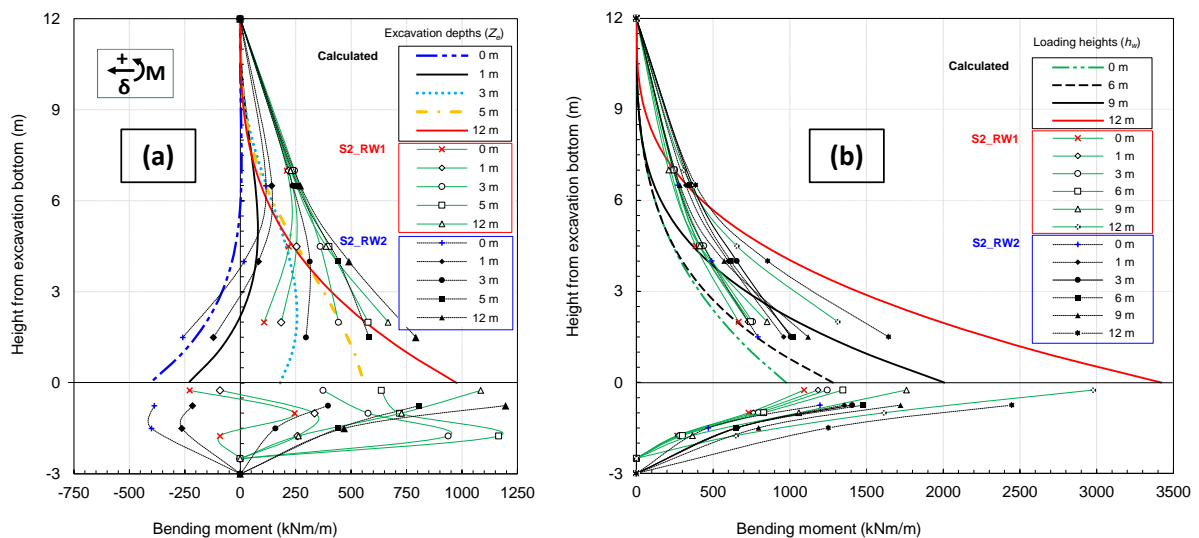 12
9
6
3
0
-3
Height from excavation bottom (m)
-750
-500
-250
0
250
500
750
1000
1250
Bending moment (kNm/m)
+
M
δ
(a)
Excavation depths (Ze)
Calculated
0 m
1 m
3 m
5 m
12 m
S2_RW1
0 m
1 m
3 m
5 m
12 m
S2_RW2
0 m
1 m
3 m
5 m
12 m
12
9
6
3
0
-3
Height from excavation bottom (m)
0
500
1000
1500
2000
2500
3000
3500
Bending moment (kNm/m)
(b)
Loading heights (hw)
Calculated
0 m
6 m
9 m
12 m
S2_RW1
0 m
1 m
3 m
6 m
9 m
12 m
S2_RW2
0 m
1 m
3 m
6 m
9 m
12 m